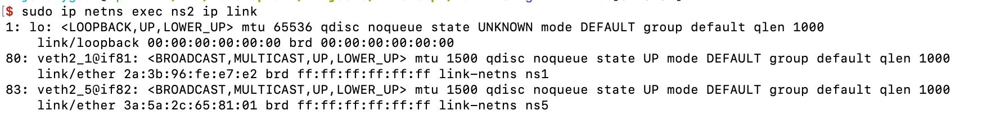 $ sudo ip netns exec ns2 ip link
1: lo: <LOOPBACK,UP,LOWER_UP> mtu 65536 qdisc noqueue state UNKNOWN mode DEFAULT group default qlen 1000
link/loopback 00:00:00:00:00:00 brd 00:00:00:00:00:00
80: veth2_1@if81: <BROADCAST,MULTICAST,UP,LOWER_UP> mtu 1500 qdisc noqueue state UP mode DEFAULT group default qlen 1000
link/ether 2a:3b:96:fe:e7:e2 brd ff:ff:ff:ff:ff:ff link-netns ns1
83: veth2_5@if82: <BROADCAST,MULTICAST,UP,LOWER_UP> mtu 1500 qdisc noqueue state UP mode DEFAULT group default qlen 1000
link/ether 3a:5a:2c:65:81:01 brd ff:ff:ff:ff:ff:ff link-netns ns5